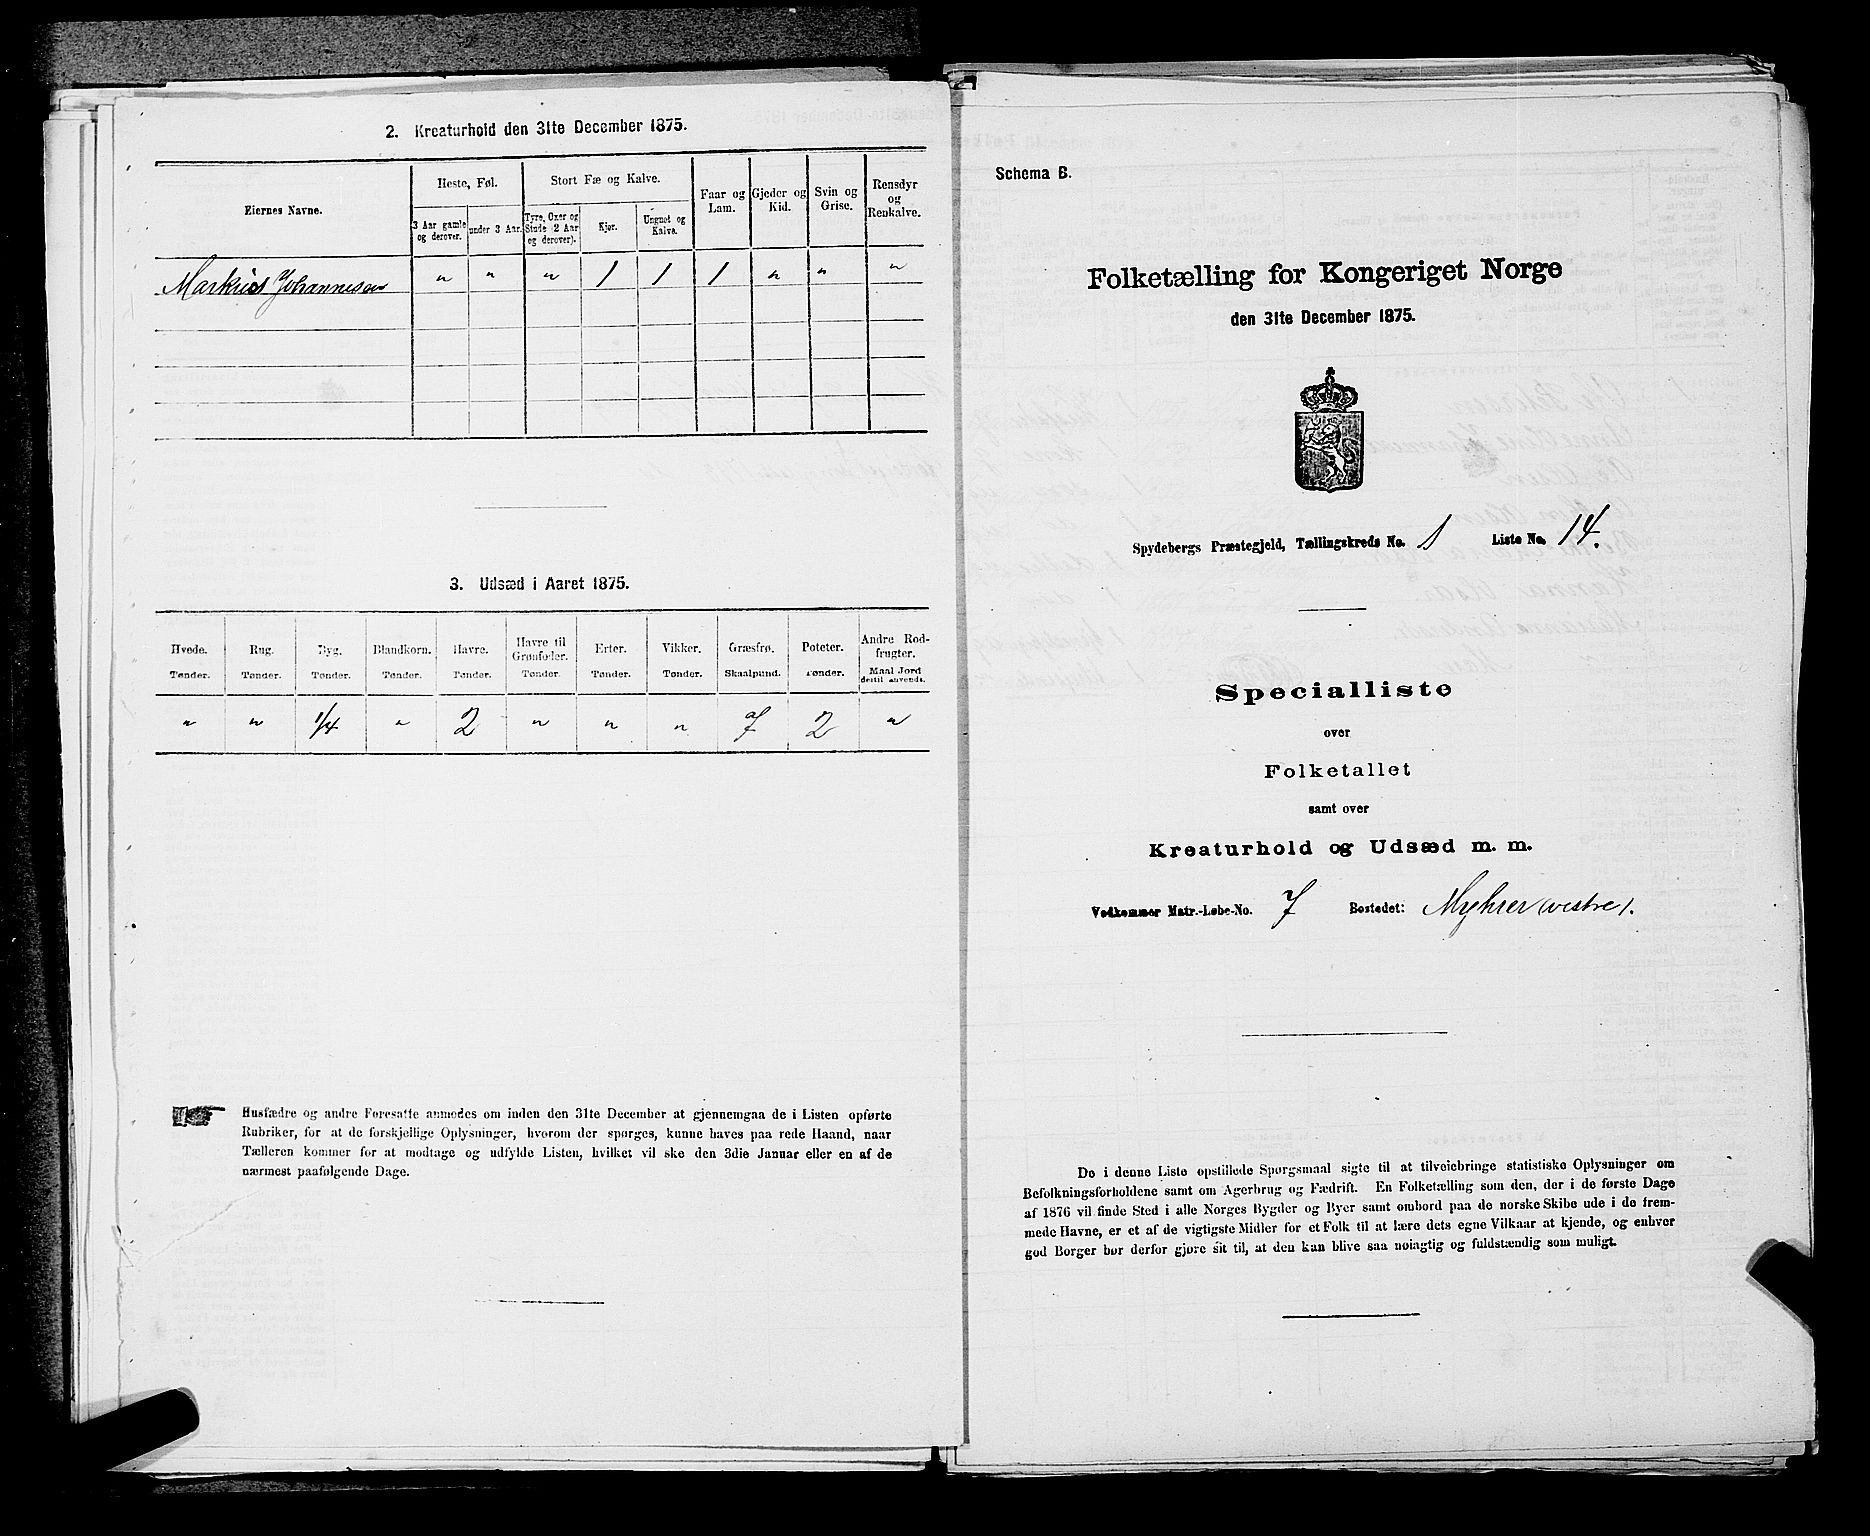 2. Kreaturhold den 31te December 1875.
Eiernes Navne.
Heste, Føl.
Stort Fæ og Kalve.
Faar og Lam.
Gjeder og Kid.
Svin og Grise.
Rensdyr og Renkalve.
3 Aar gamle og derover.
under 3 Aar.
Tyre, Oxer og Stude 2 Aar og derover).
Kjør.
Ungnet og Kalve.
Markus Johannesen " " " 1 1 1 " " "
3. Udsæd i Aaret 1875.
Hvede. Rug. Byg. Blandkorn. Havre. Havre til Grønfoder. Erter. Vikker. Græsfrø. Poteter. Andre Rodfrugter.
Tønder. Tønder. Tønder. Tønder. Tønder. Tønder. Tønder. Tønder. Skaalpund. Tønder. Maal Jord dertil anvendt.
" " 1/4 " 2 " " " 7 2 "
Husfædre og andre Foresatte anmodes om inden den 31te December at gjennemgaa de i Listen opførte
Rubriker, for at de forskjellige Oplysninger, hvorom der spørges, kunne haves paa rede Haand, naar
Tælleren kommer for at modtage og udfylde Listen, hvilket vil ske den 3die Januar eller en af de
nærmest paafølgende Dage.
Schema B.
Folketælling for Kongeriget Norge
den 31te December 1875.
Spydebergs Præstegjeld, Tællingskreds No. 1 Liste No. 14.
Specialliste
over
Folketallet
samt over
Kreaturhold og Udsæd m. m.
Vedkommer Matr.-Løbe-No. 7 Bostedet: Myhrer (vestre).
De i denne Liste opstillede Spørgsmaal sigte til at tilveiebringe statistiske Oplysninger om
Befolkningsforholdene samt om Agerbrug og Fædrift. En Folketælling som den, der i de første Dage
af 1876 vil finde Sted i alle Norges Bygder og Byer samt ombord paa de norske Skibe ude i de frem-
mede Havne, er et af de vigtigste Midler for et Folk til at lære dets egne Vilkaar at kjende, og enhver
god Borger bør derfor gjøre sit til, at den kan blive saa nøiagtig og fuldstændig som muligt.